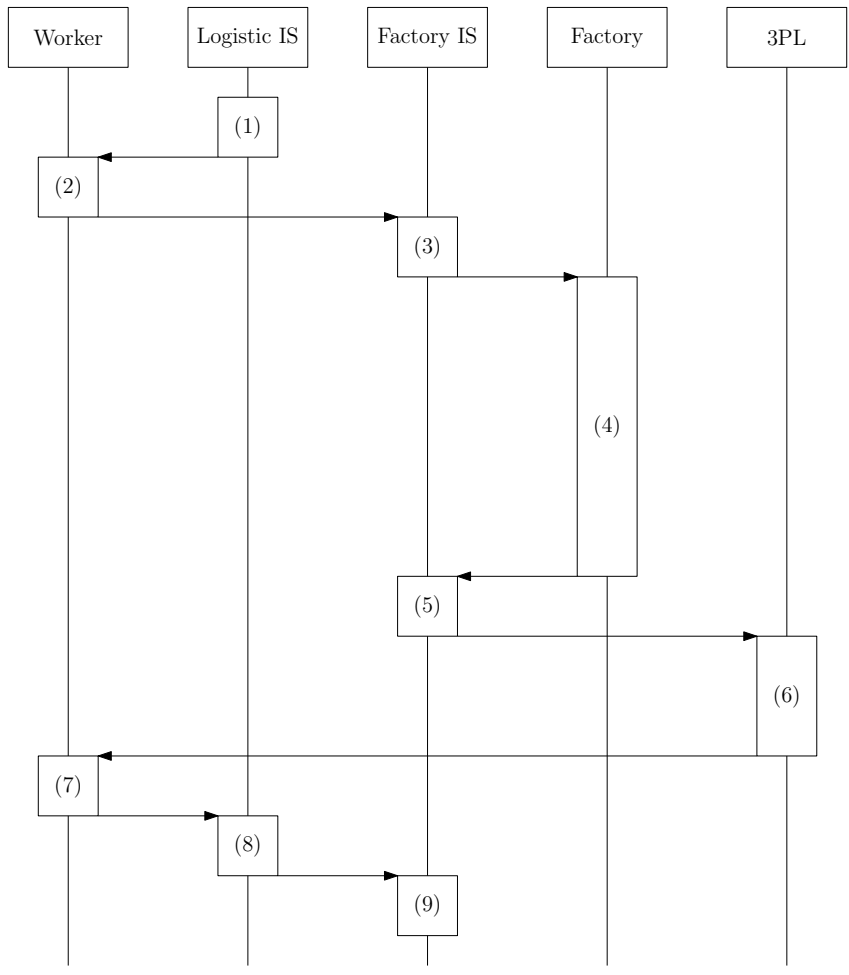 Worker
Logistic IS
Factory IS
Factory
3PL
(1)
(2)
(3)
(4)
(5)
(6)
(7)
(8)
(9)